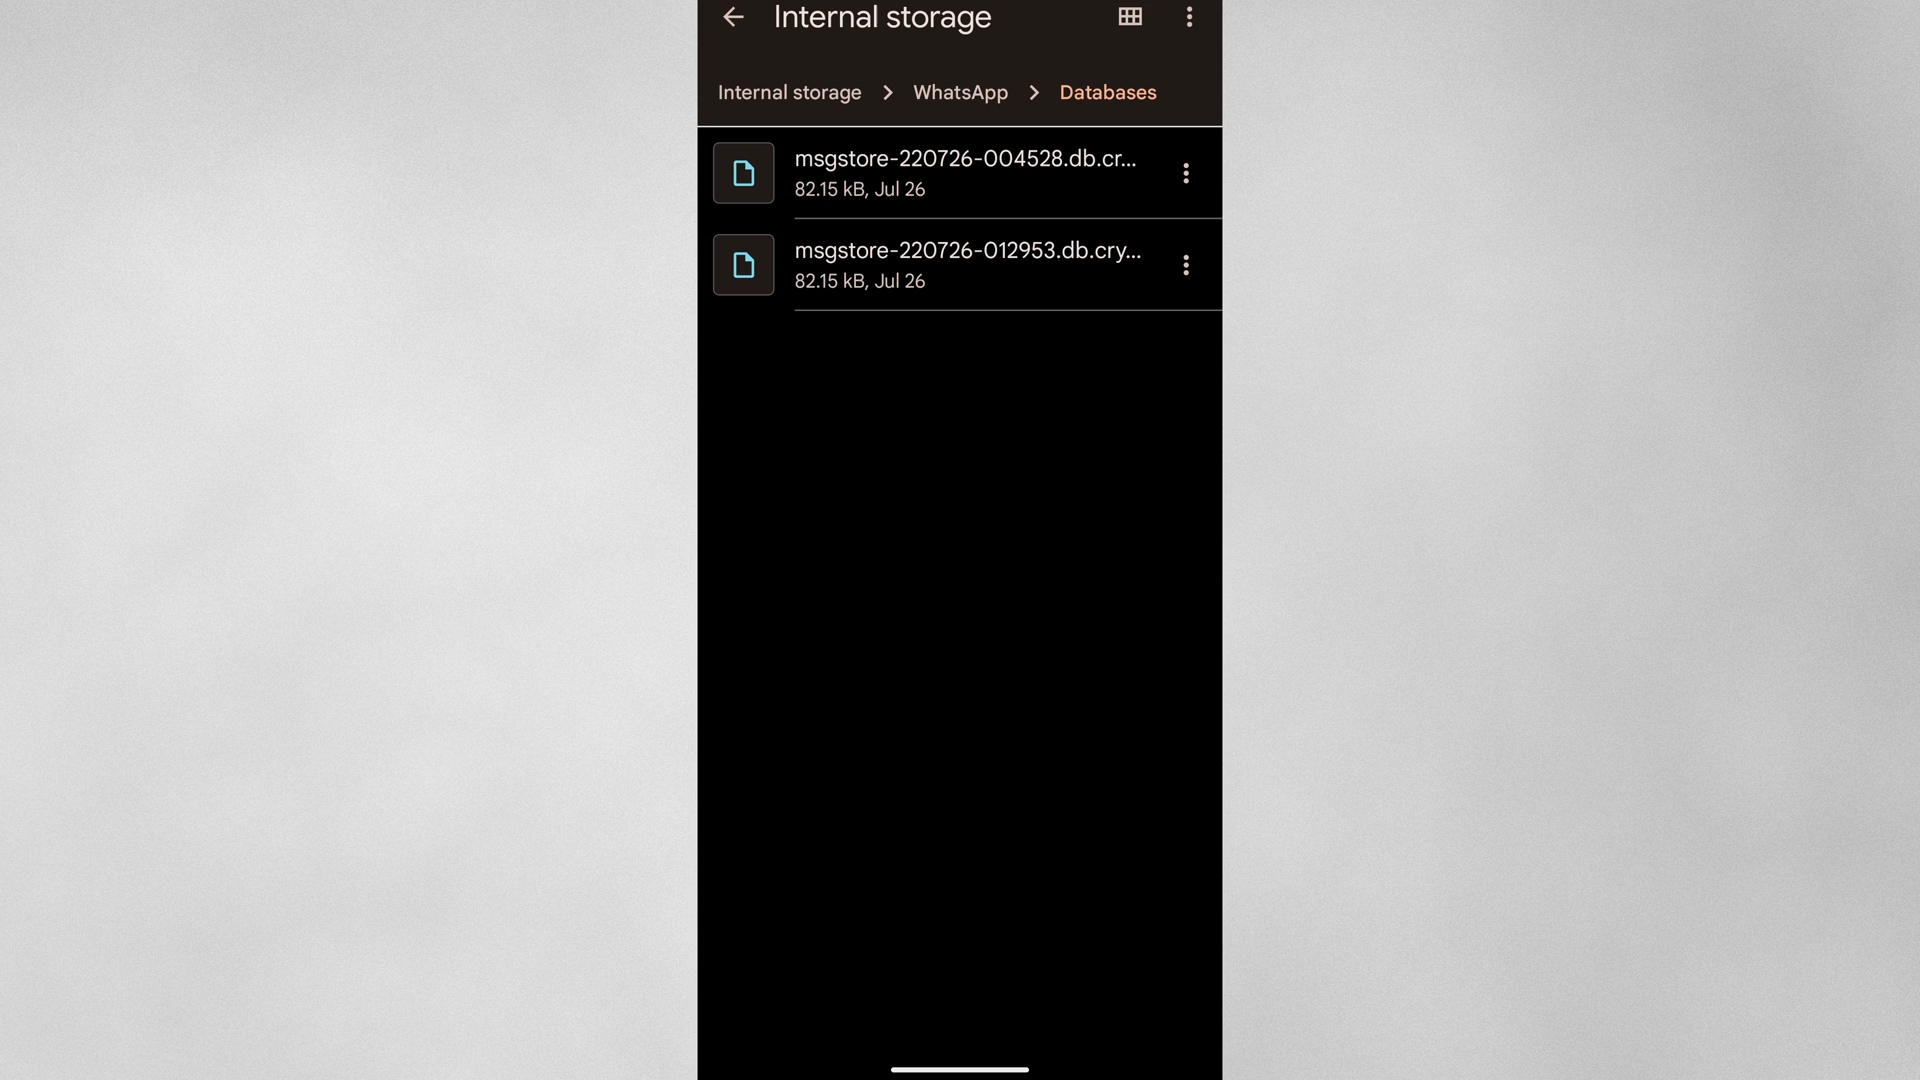 Internal storage
Internal storage > WhatsApp > Databases
msgstore-220726-004528.db.cr...
82.15 kB, Jul 26
msgstore-220726-012953.db.cry...
82.15 kB, Jul 26